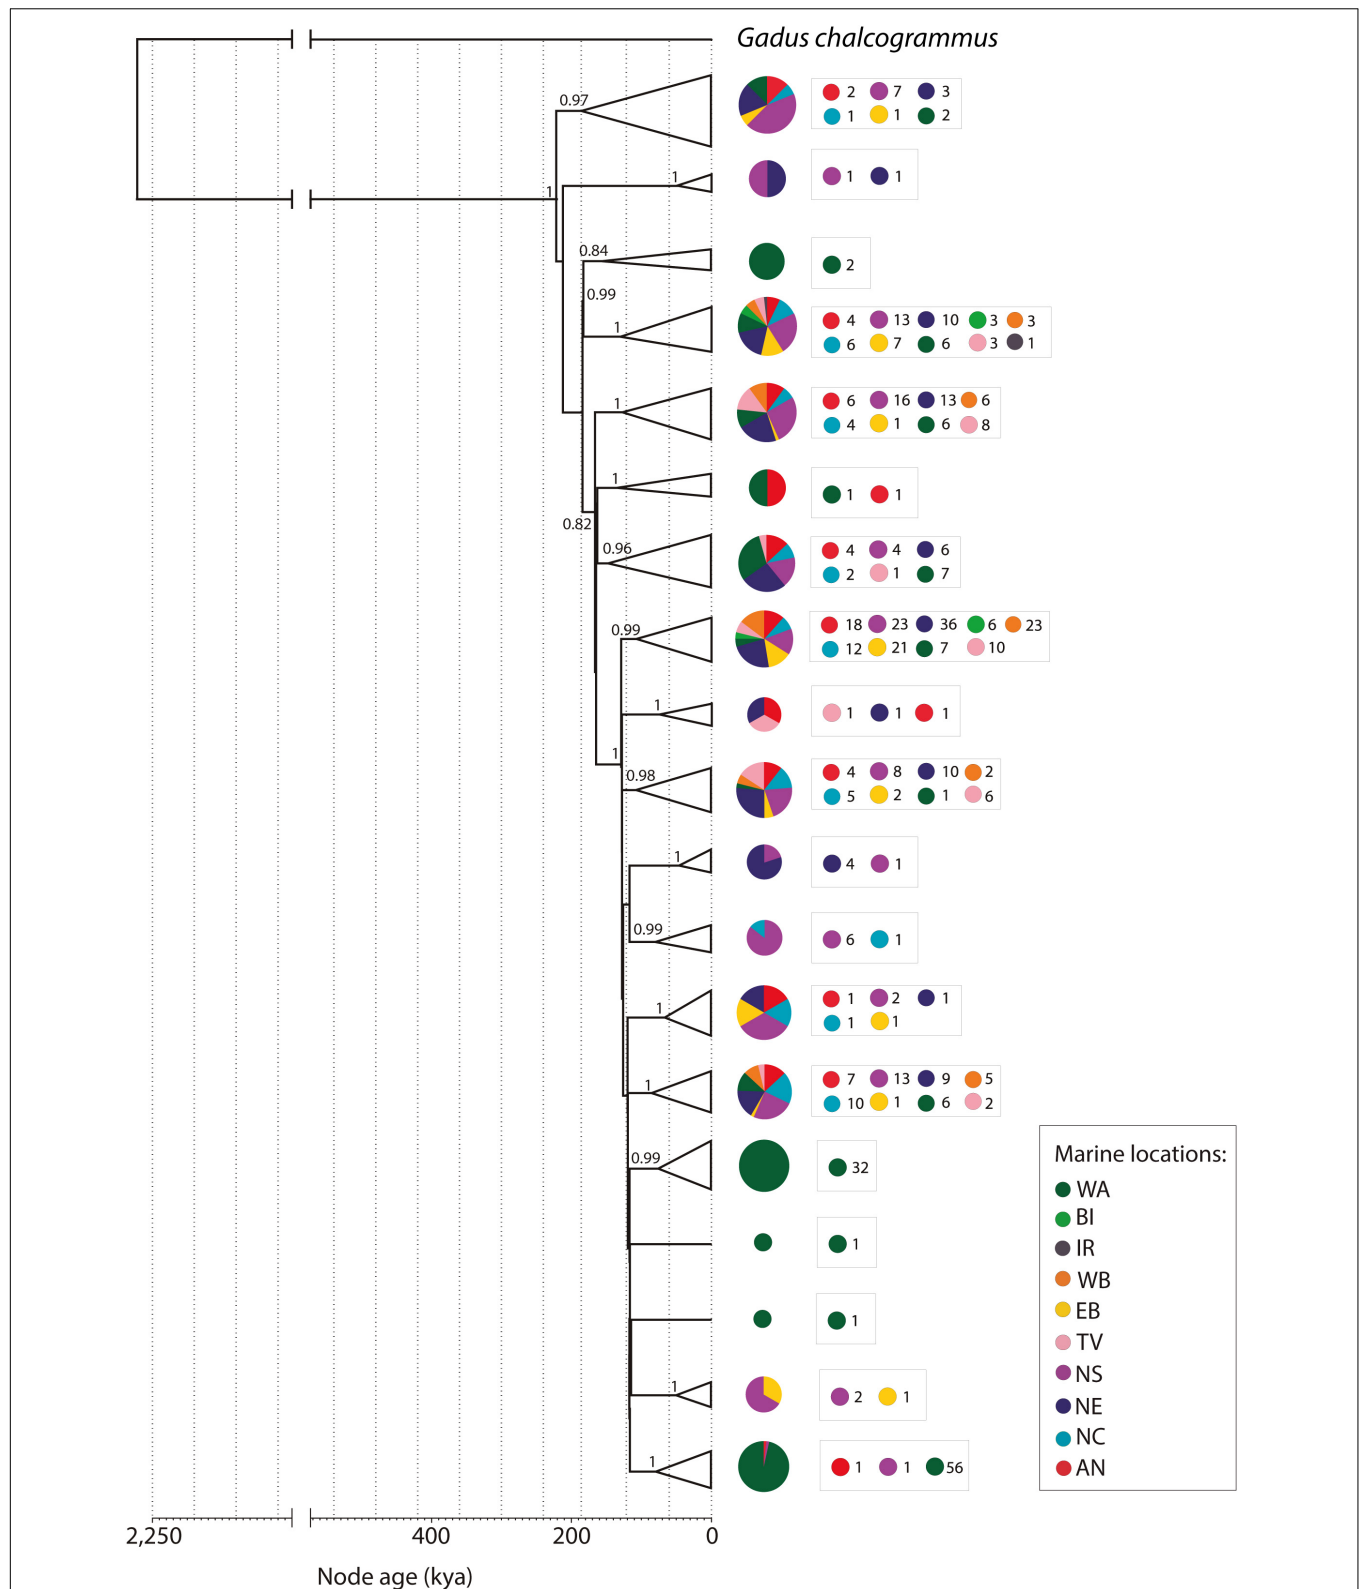 Gadus chalcogrammus
0.97
2 7 3
1 1 2
1
1
1 1
0.84
2
0.99
1
4 13 10 3 3
6 7 6 3 1
1
6 16 13 6
4 1 6 8
1
1 1
0.82
0.96
4 4 6
2 1 7
0.99
18 23 36 6 23
12 21 7 10
1
1 1 1
1
0.98
4 8 10 2
5 2 1 6
1
4 1
0.99
6 1
1
1 2 1
1 1
1
7 13 9 5
10 1 6 2
0.99
32
1
1
1
2 1
1
1 1 56
Marine locations:
WA
BI
IR
WB
EB
TV
NS
NE
NC
AN
2,250 400 200 0
Node age (kya)